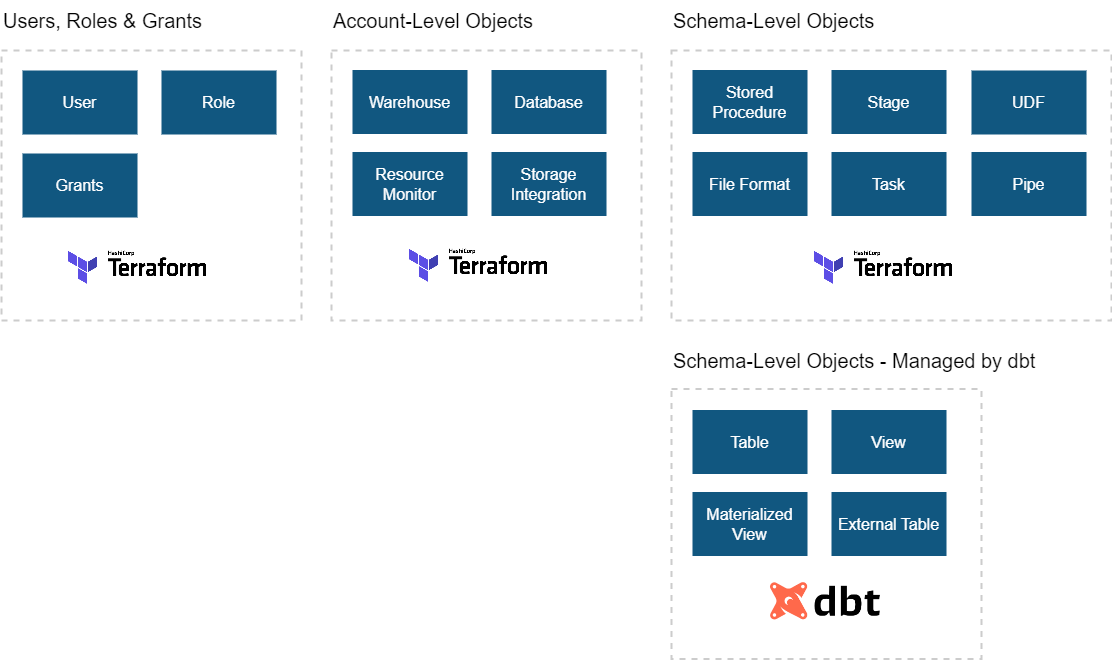 Users, Roles & Grants
User
Role
Grants
HashiCorp
Terraform
Account-Level Objects
Warehouse
Database
Resource
Monitor
Storage
Integration
HashiCorp
Terraform
Schema-Level Objects
Stored
Procedure
Stage
UDF
File Format
Task
Pipe
HashiCorp
Terraform
Schema-Level Objects - Managed by dbt
Table
View
Materialized
View
External Table
dbt